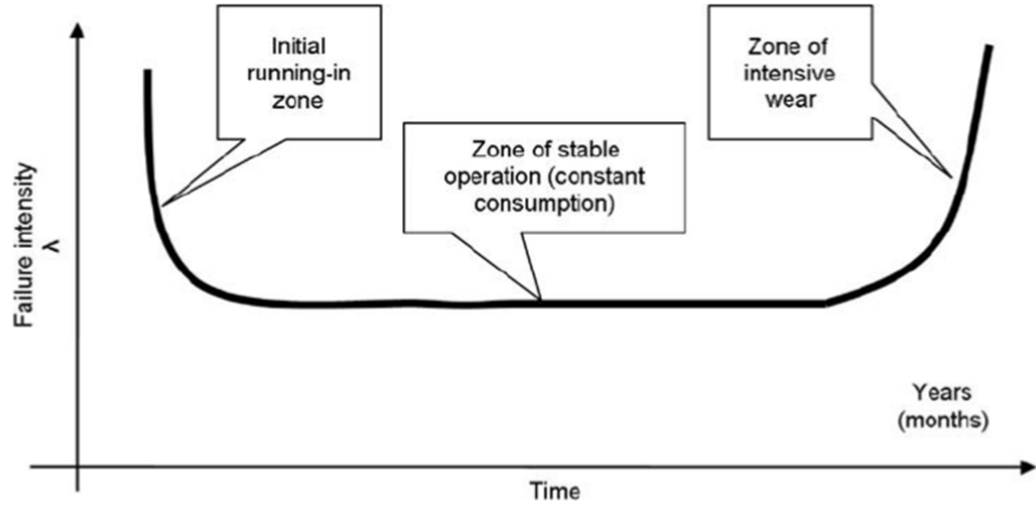 Initial
running-in
zone
Zone of
intensive
wear
Zone of stable
operation (constant
consumption)
Failure intensity
λ
Years
(months)
Time